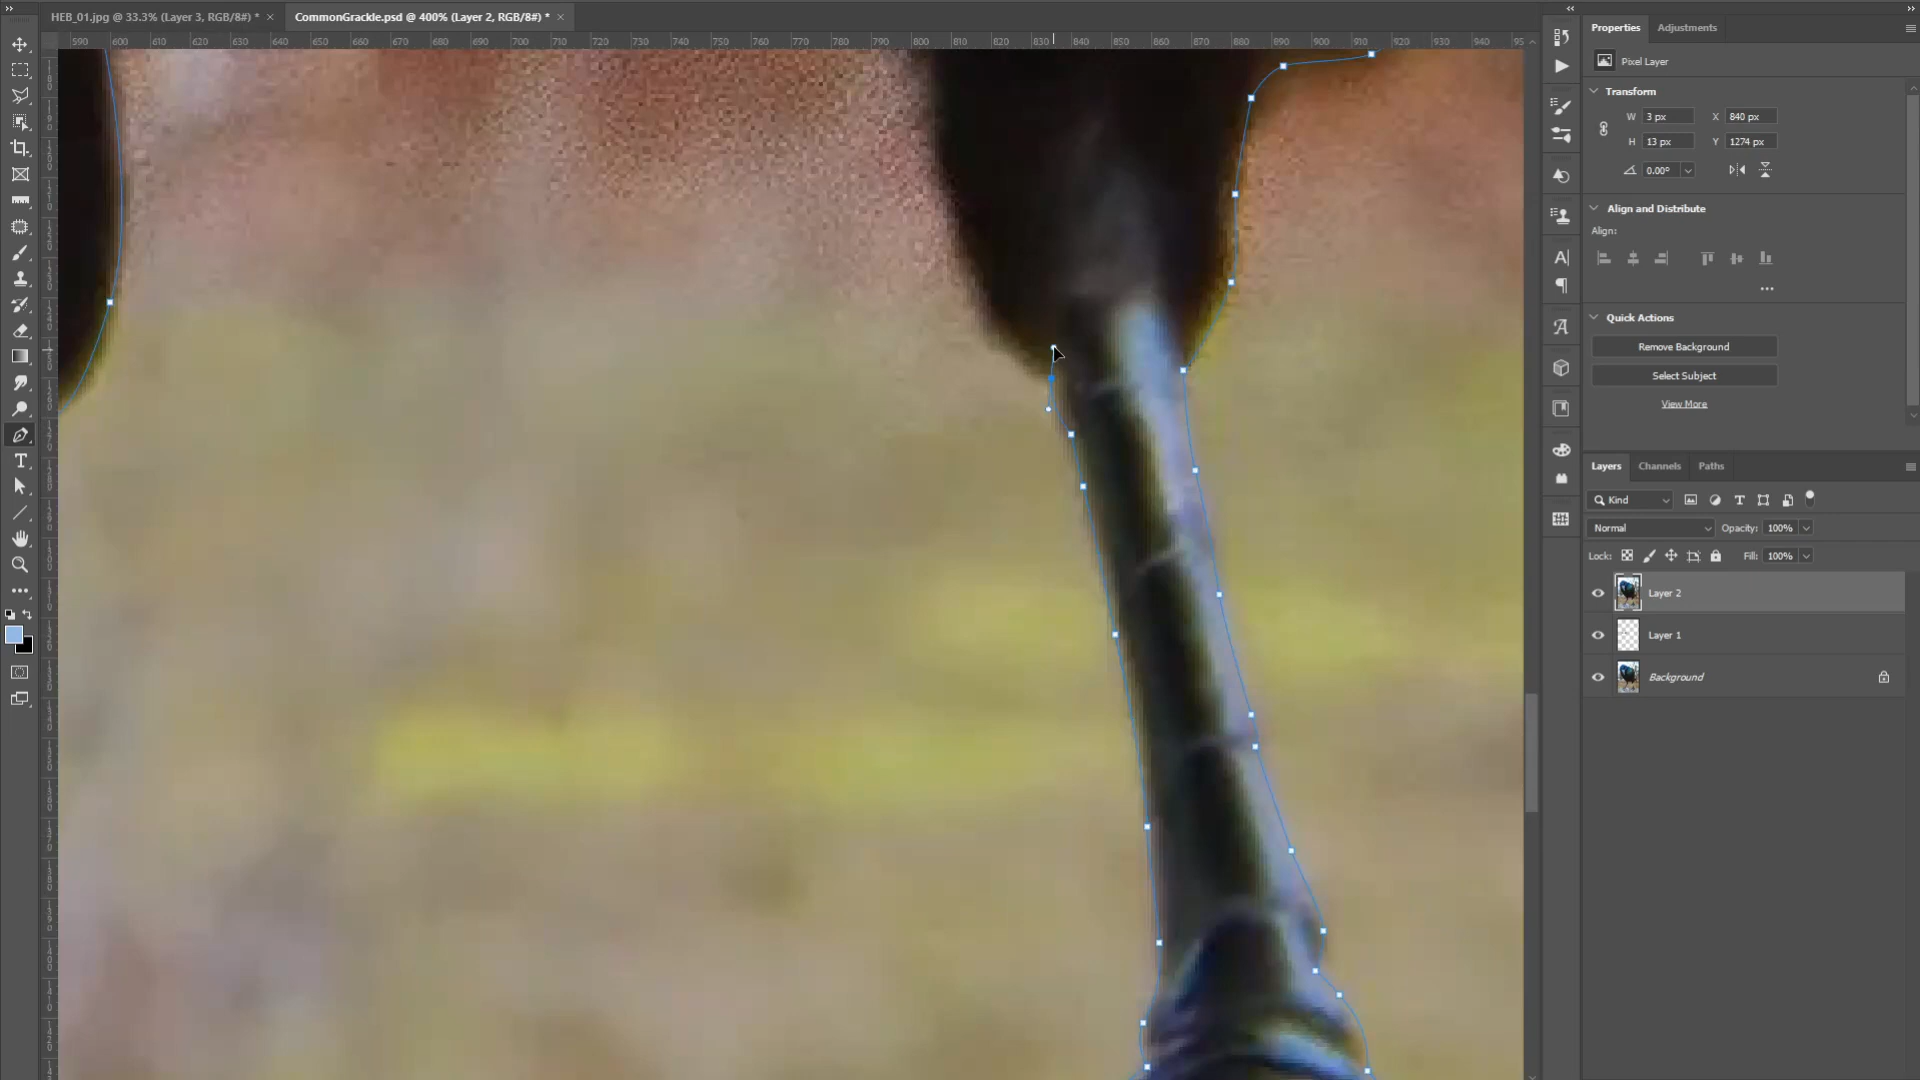 HEB_01.jpg @ 33.3% (Layer 3, RGB/8#) * × CommonGrackle.psd @ 400% (Layer 2, RGB/8#) * ×
590 600 610 620 630 640 650 660 670 680 690 700 710 720 730 740 750 760 770 780 790 800 810 820 830 840 850 860 870 880 890 900 910 920 930 940 95
Properties Adjustments
Pixel Layer
Transform
W 3 px X 840 px
H 13 px Y 1274 px
0.00°
Align and Distribute
Align:
Quick Actions
Remove Background
Select Subject
View More
Layers Channels Paths
Kind
Normal Opacity: 100%
Lock: Fill: 100%
Layer 2
Layer 1
Background